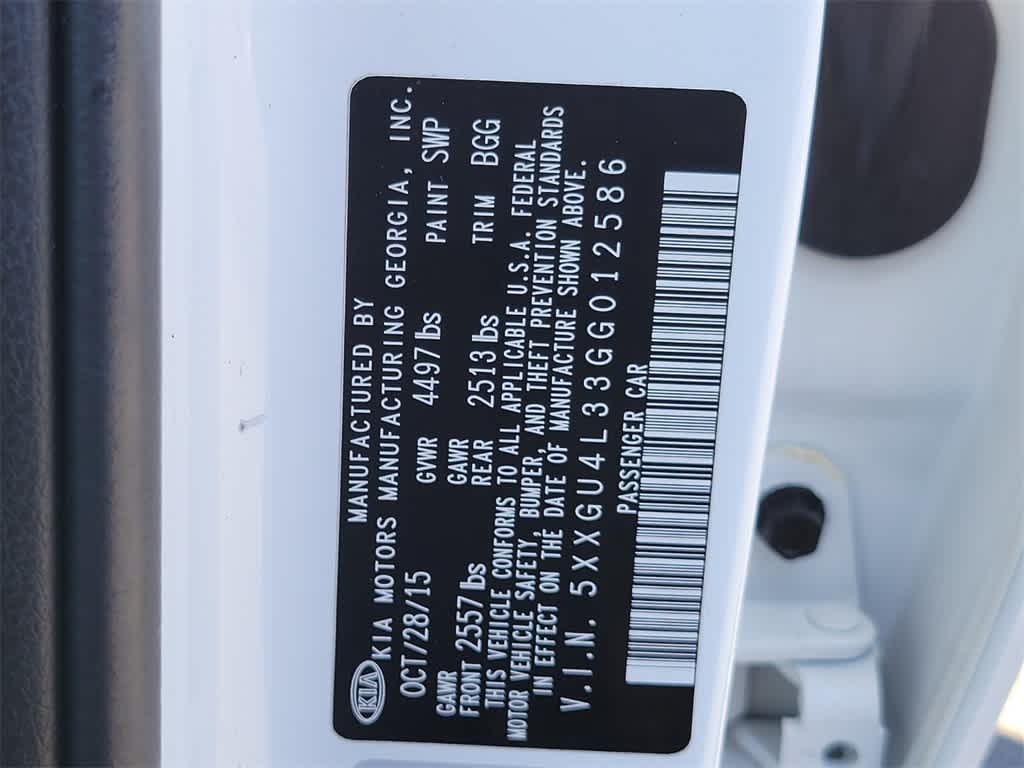 MANUFACTURED BY
KIA KIA MOTORS MANUFACTURING GEORGIA, INC.
OCT/28/15 GVWR 4497 lbs PAINT SWP
GAWR FRONT 2557 lbs GAWR REAR 2513 lbs TRIM BGG
THIS VEHICLE CONFORMS TO ALL APPLICABLE U.S.A. FEDERAL
MOTOR VEHICLE SAFETY, BUMPER, AND THEFT PREVENTION STANDARDS
IN EFFECT ON THE DATE OF MANUFACTURE SHOWN ABOVE.
V.I.N. 5XXGU4L33GG012586
PASSENGER CAR